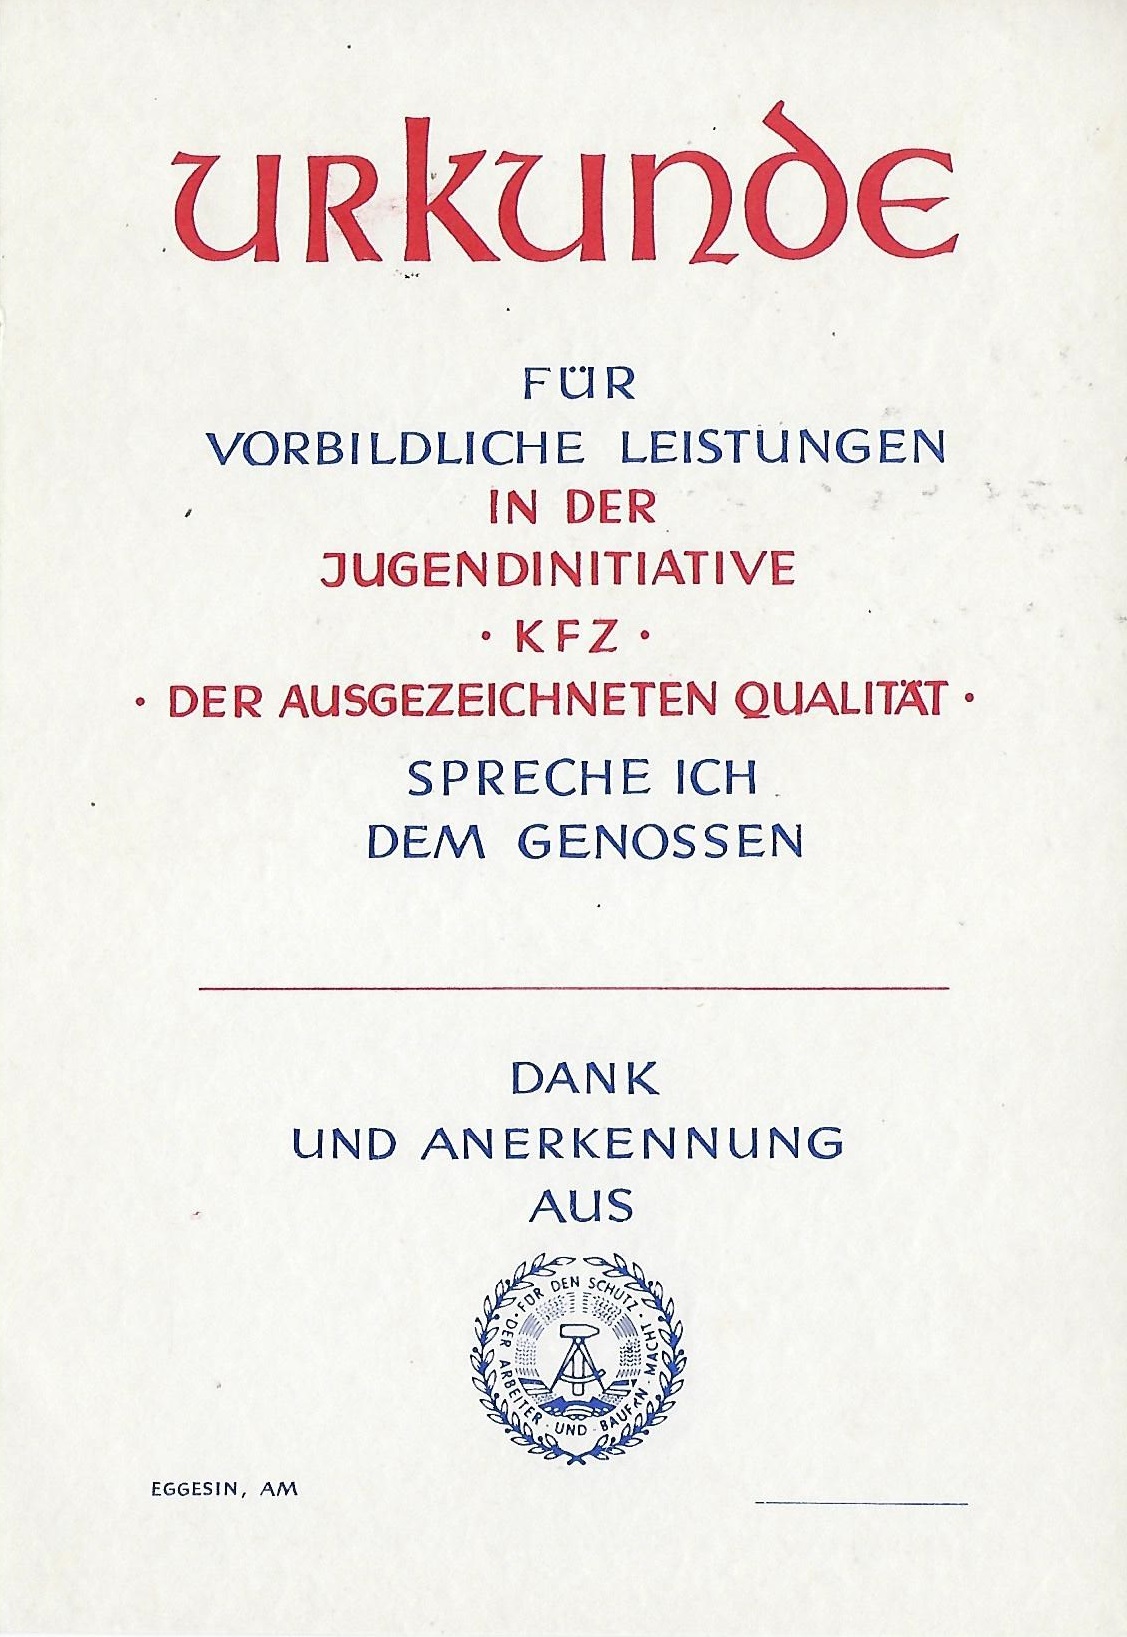 URKUNDE
FÜR
VORBILDLICHE LEISTUNGEN
IN DER
JUGENDINITIATIVE
· KFZ ·
· DER AUSGEZEICHNETEN QUALITÄT ·
SPRECHE ICH
DEM GENOSSEN
DANK
UND ANERKENNUNG
AUS
· FÜR DEN SCHUTZ · DER ARBEITER · UND · BAUERN · MACHT
EGGESIN, AM